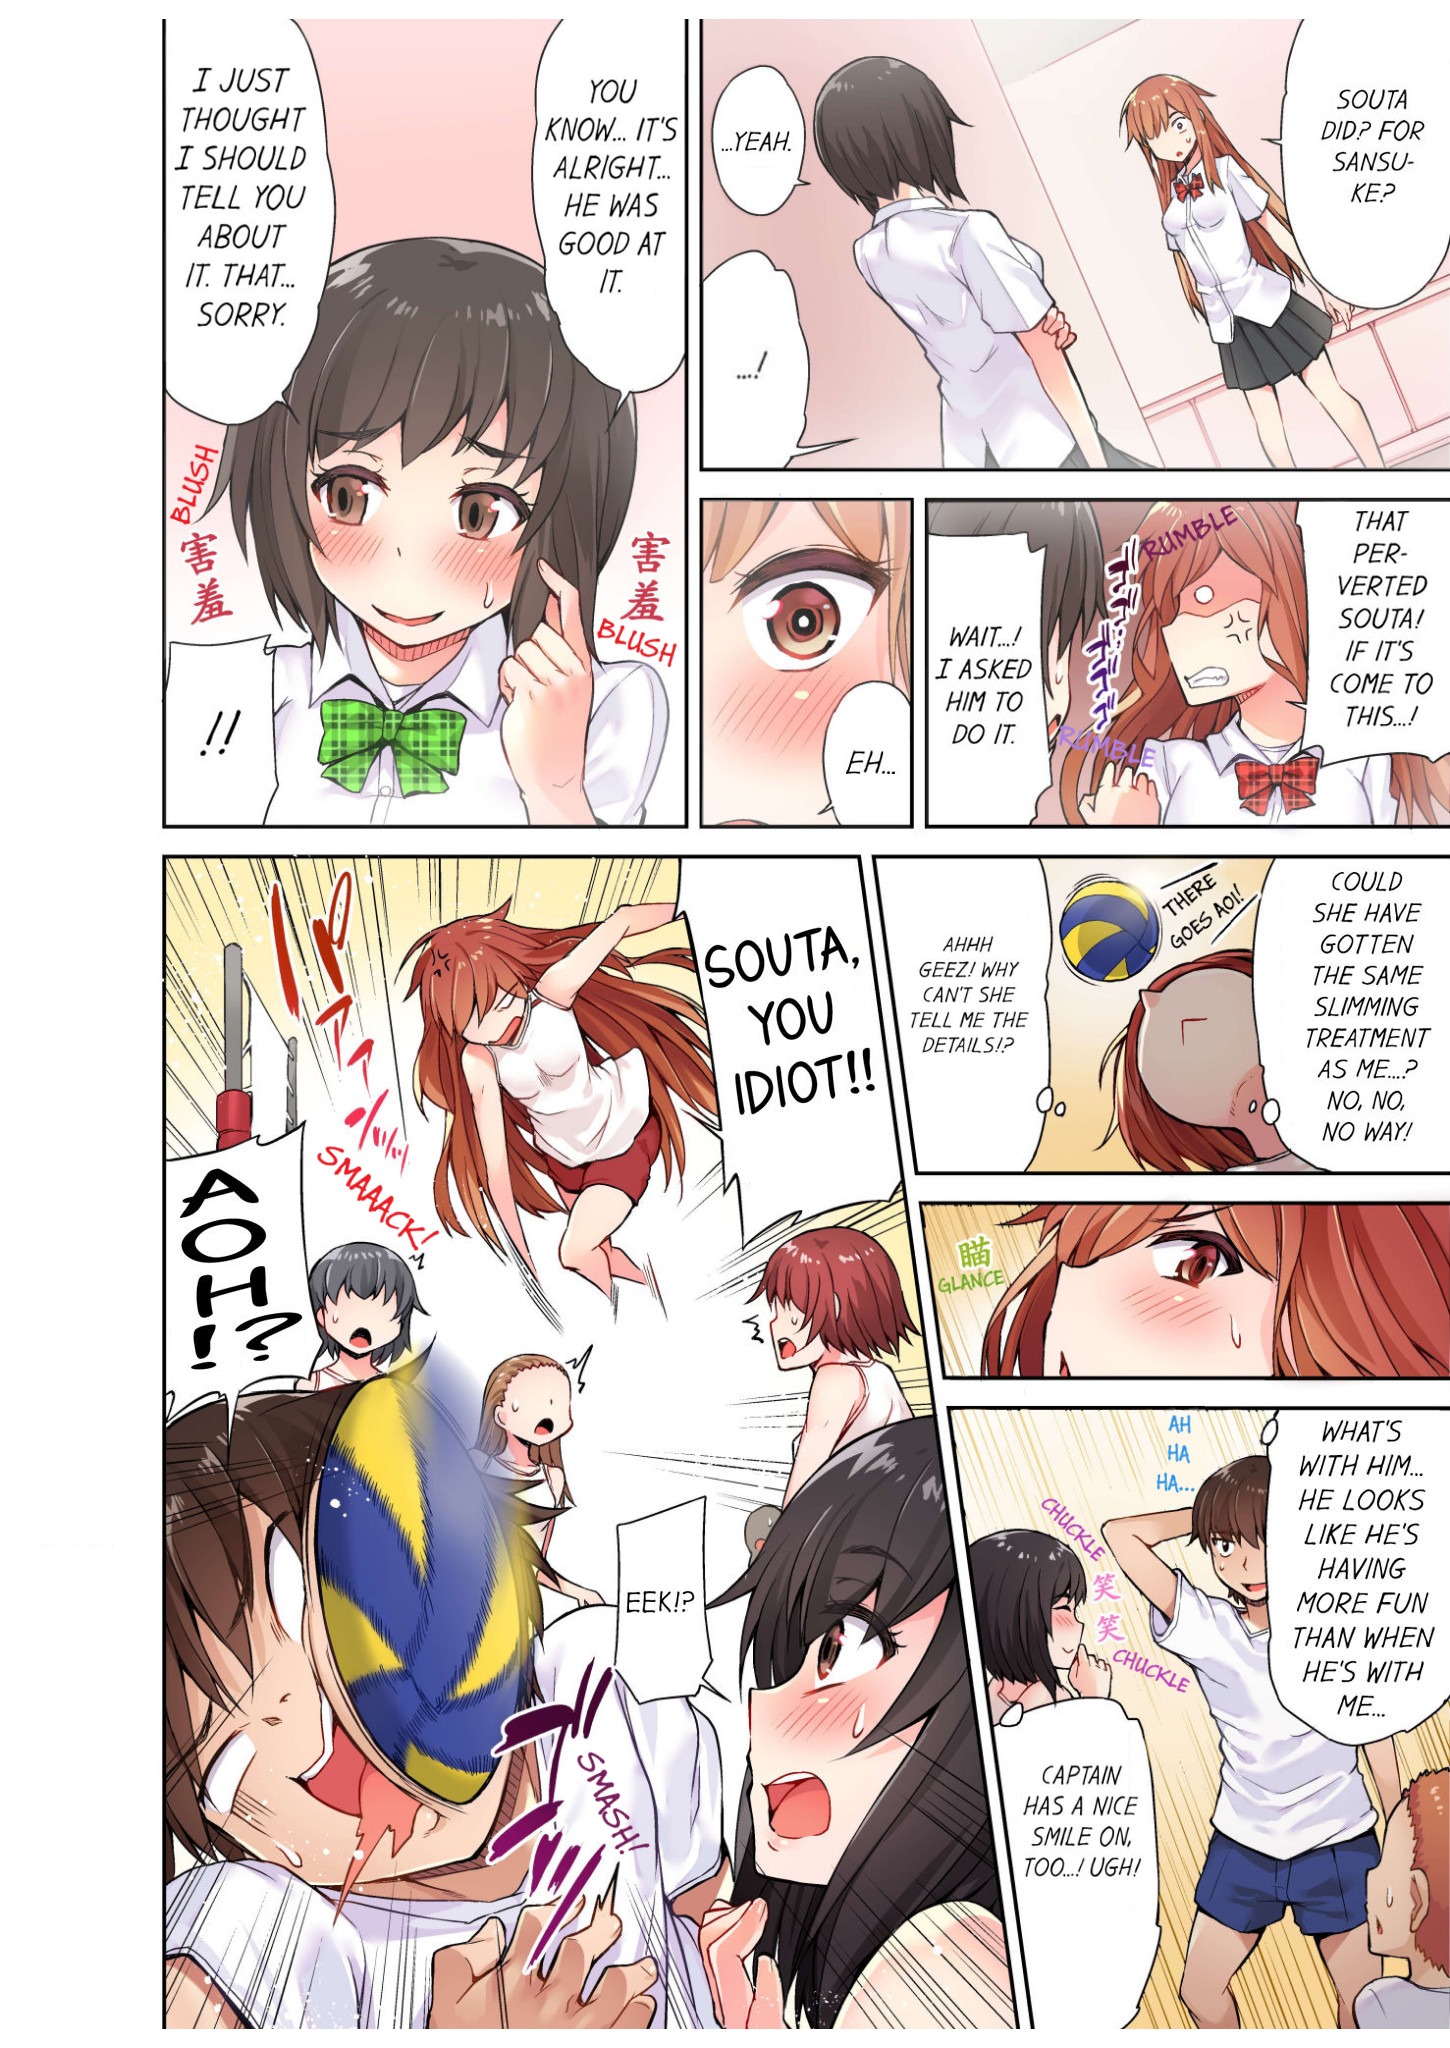 SOUTA
DID? FOR
SANSU-
KE?
...YEAH.
...!
YOU
KNOW... IT'S
ALRIGHT...
HE WAS
GOOD AT
IT.
I JUST
THOUGHT
I SHOULD
TELL YOU
ABOUT
IT. THAT...
SORRY.
BLUSH
害羞
害羞
BLUSH
!!
THAT
PER-
VERTED
SOUTA!
IF IT'S
COME TO
THIS...!
RUMBLE
RUMBLE
WAIT...!
I ASKED
HIM TO
DO IT.
EH...
COULD
SHE HAVE
GOTTEN
THE SAME
SLIMMING
TREATMENT
AS ME...?
NO, NO,
NO WAY!
THERE
GOES AOI!
AHHH
GEEZ! WHY
CAN'T SHE
TELL ME THE
DETAILS!?
瞄
GLANCE
WHAT'S
WITH HIM...
HE LOOKS
LIKE HE'S
HAVING
MORE FUN
THAN WHEN
HE'S WITH
ME...
AH
HA
HA...
CHUCKLE
笑
笑
CHUCKLE
CAPTAIN
HAS A NICE
SMILE ON,
TOO...! UGH!
SOUTA,
YOU
IDIOT!!
SMAAACK!
AOH!?
EEK!?
SMASH!